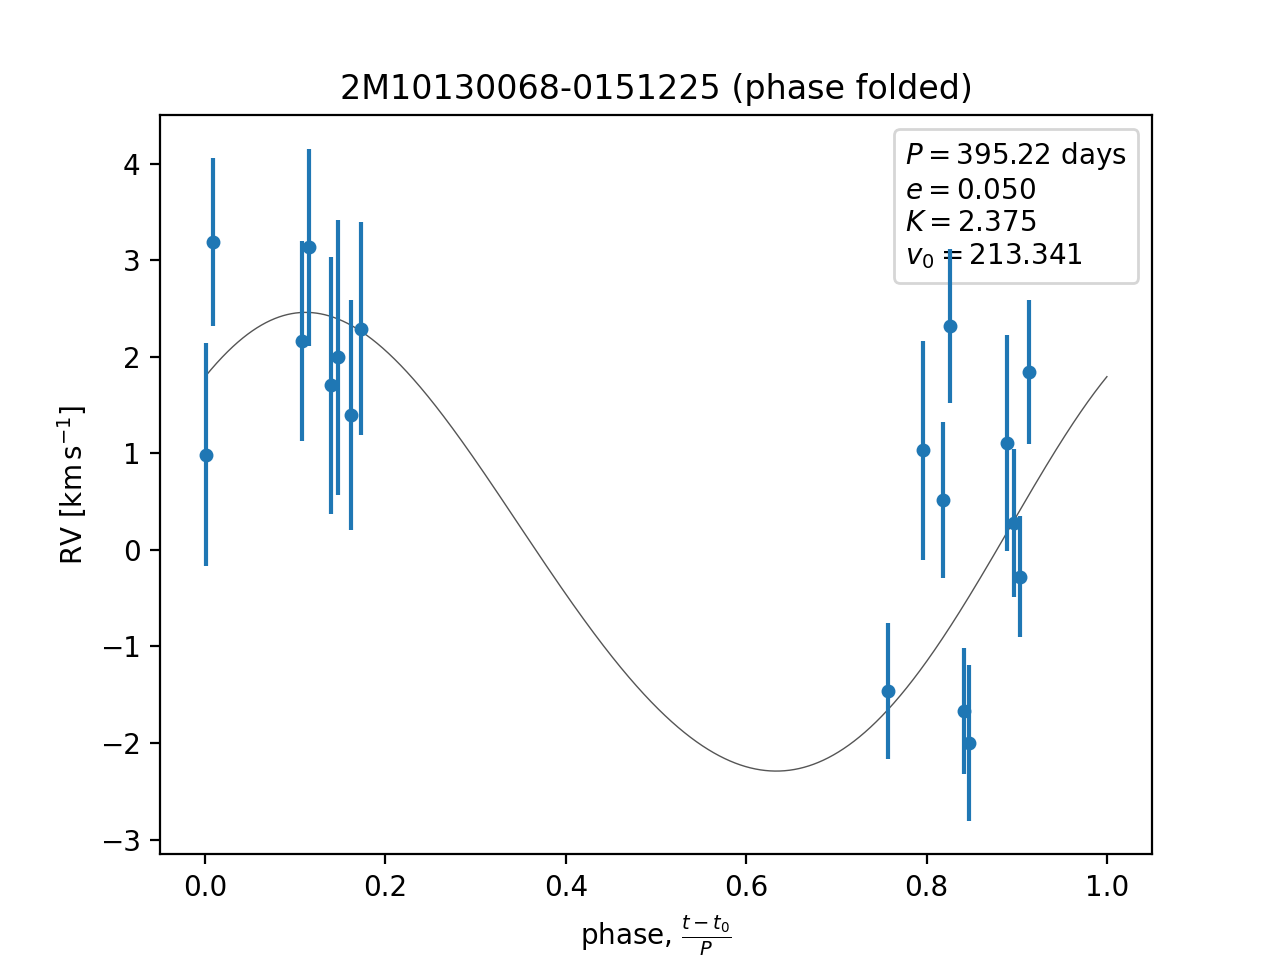 2M10130068-0151225 (phase folded)
P = 395.22 days
e = 0.050
K = 2.375
v₀ = 213.341
4
3
2
1
0
−1
−2
−3
RV [km s⁻¹]
0.0 0.2 0.4 0.6 0.8 1.0
phase, (t − t₀)/P